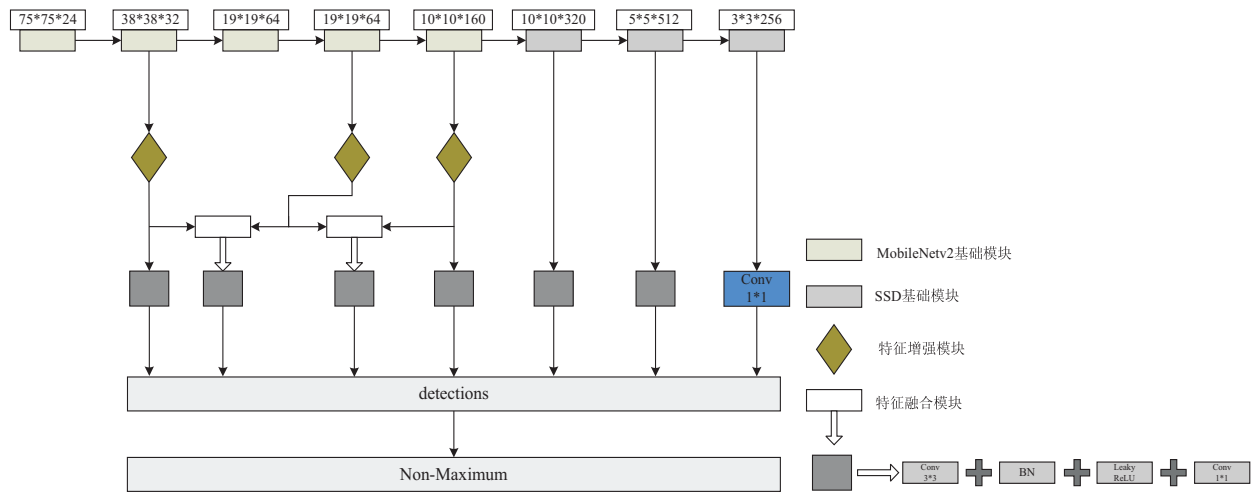 75*75*24
38*38*32
19*19*64
19*19*64
10*10*160
10*10*320
5*5*512
3*3*256
MobileNetv2基础模块
Conv
1*1
SSD基础模块
特征增强模块
detections
特征融合模块
Non-Maximum
Conv
3*3
BN
Leaky
ReLU
Conv
1*1